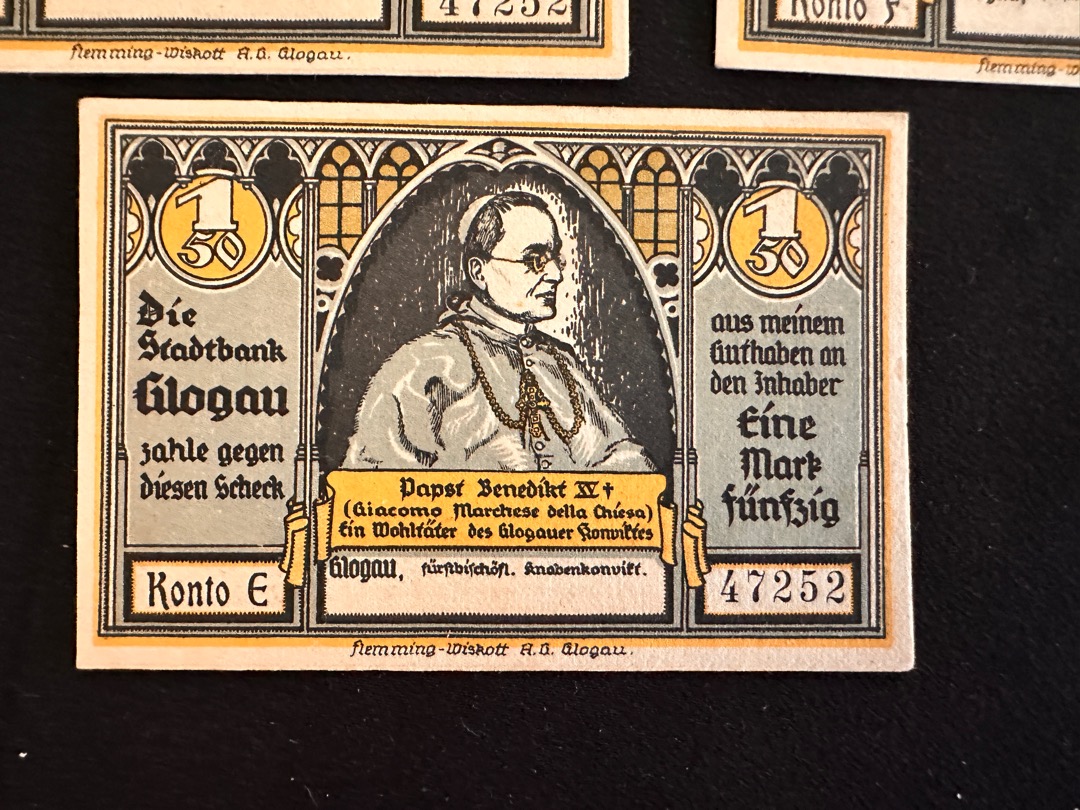 47252
Flemming-Wiskott A.G. Glogau.
Konto F
Flemming-W
1
50
Die
Stadtbank
Glogau
zahle gegen
diesen Scheck
Konto E
Papst Benedikt XV †
(Giacomo Marchese della Chiesa)
Ein Wohltäter des Glogauer Konviktes
Glogau, fürstbischöfl. Knabenkonvikt.
1
50
aus meinem
Guthaben an
den Inhaber
Eine
Mark
fünfzig
47252
Flemming-Wiskott A.G. Glogau.